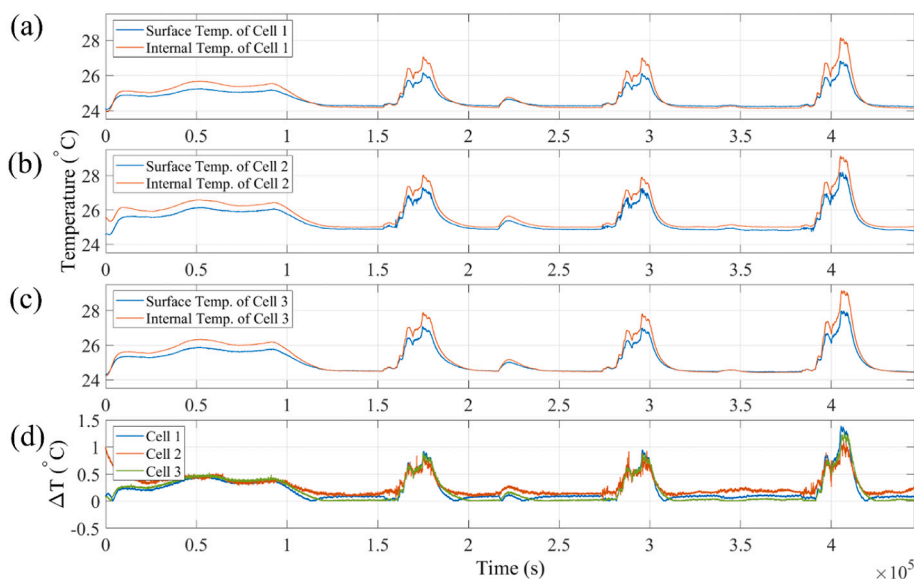 (a)
Surface Temp. of Cell 1
Internal Temp. of Cell 1
28
26
24
0 0.5 1 1.5 2 2.5 3 3.5 4
(b)
Surface Temp. of Cell 2
Internal Temp. of Cell 2
28
26
24
0 0.5 1 1.5 2 2.5 3 3.5 4
Temperature (°C)
(c)
Surface Temp. of Cell 3
Internal Temp. of Cell 3
28
26
24
0 0.5 1 1.5 2 2.5 3 3.5 4
(d)
Cell 1
Cell 2
Cell 3
1.5
1
0.5
0
-0.5
ΔT (°C)
0 0.5 1 1.5 2 2.5 3 3.5 4
Time (s)
×10⁵